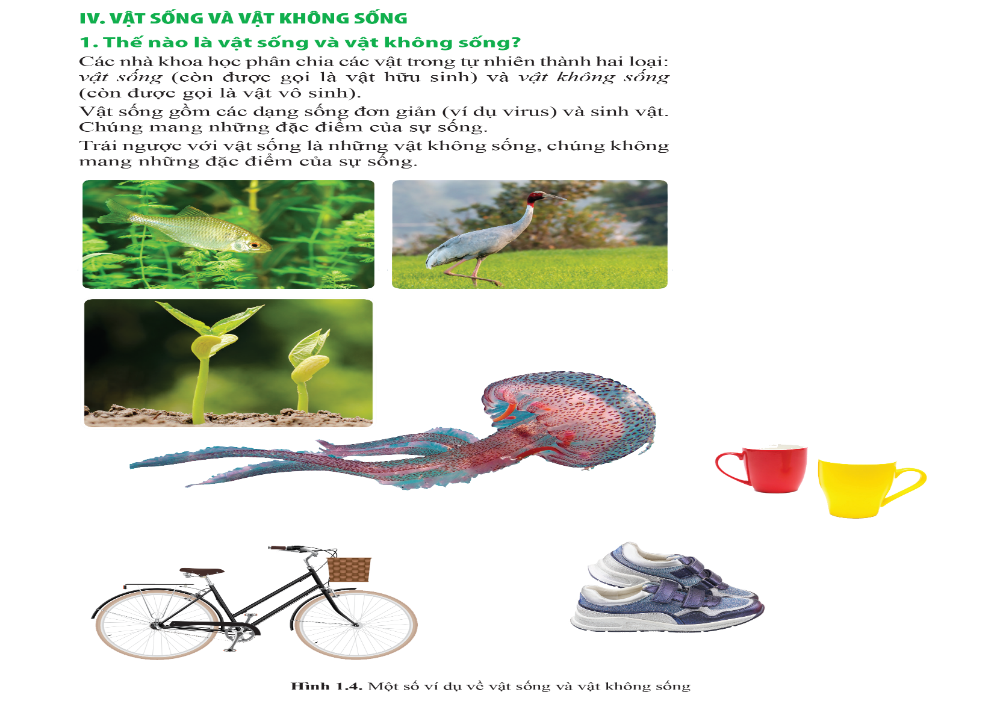 IV. VẬT SỐNG VÀ VẬT KHÔNG SỐNG
1. Thế nào là vật sống và vật không sống?
Các nhà khoa học phân chia các vật trong tự nhiên thành hai loại:
vật sống (còn được gọi là vật hữu sinh) và vật không sống
(còn được gọi là vật vô sinh).
Vật sống gồm các dạng sống đơn giản (ví dụ virus) và sinh vật.
Chúng mang những đặc điểm của sự sống.
Trái ngược với vật sống là những vật không sống, chúng không
mang những đặc điểm của sự sống.
Hình 1.4. Một số ví dụ về vật sống và vật không sống